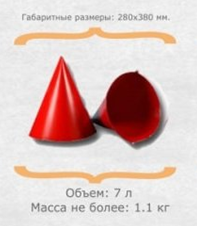 Габаритные размеры: 280х380 мм.
Объем: 7 л
Масса не более: 1.1 кг